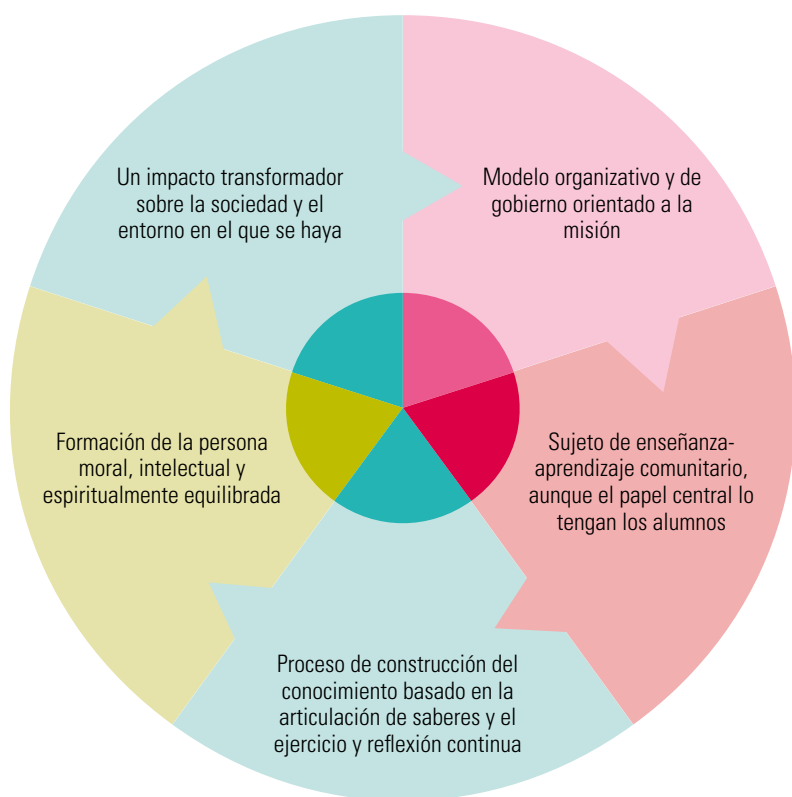 Un impacto transformador
sobre la sociedad y el
entorno en el que se haya
Modelo organizativo y de
gobierno orientado a la
misión
Sujeto de enseñanza-
aprendizaje comunitario,
aunque el papel central lo
tengan los alumnos
Proceso de construcción del
conocimiento basado en la
articulación de saberes y el
ejercicio y reflexión continua
Formación de la persona
moral, intelectual y
espiritualmente equilibrada